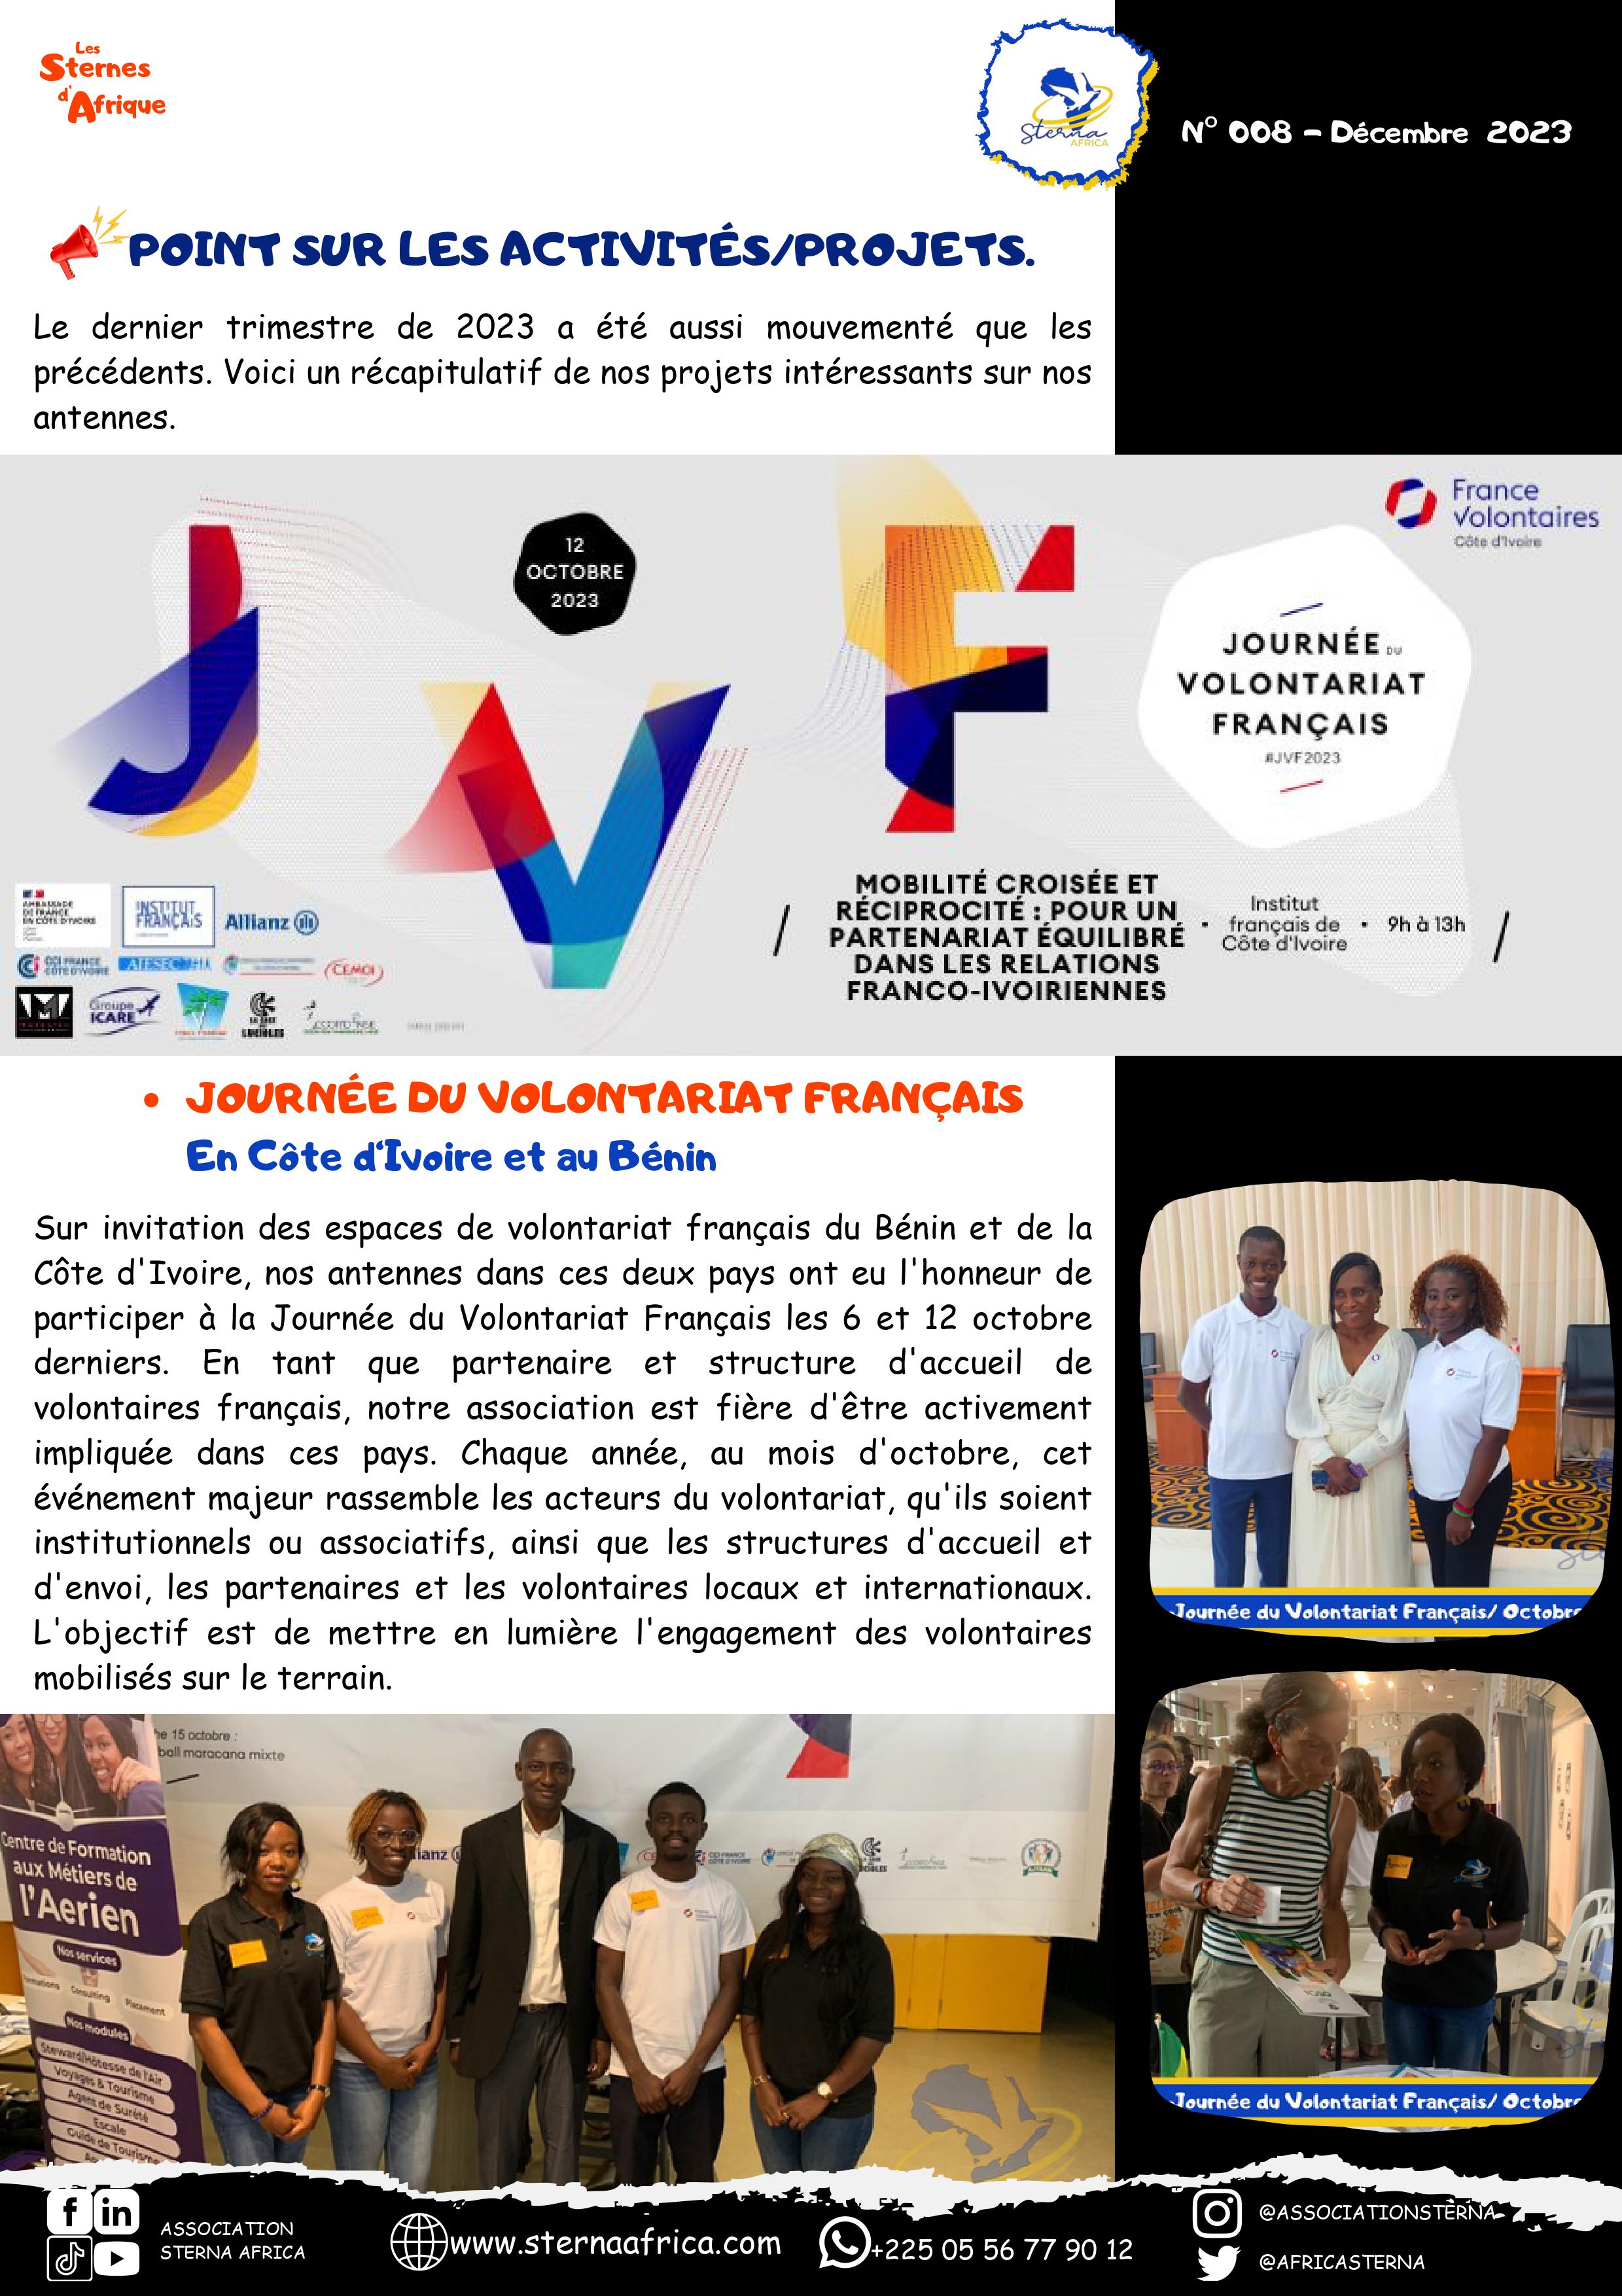 Les
Sternes
d'Afrique
Sterna
AFRICA
N° 008 - Décembre 2023
POINT SUR LES ACTIVITÉS/PROJETS.
Le dernier trimestre de 2023 a été aussi mouvementé que les
précédents. Voici un récapitulatif de nos projets intéressants sur nos
antennes.
France
Volontaires
Côte d'Ivoire
12
OCTOBRE
2023
J V F
JOURNÉE DU
VOLONTARIAT
FRANÇAIS
#JVF2023
AMBASSADE
DE FRANCE
EN CÔTE D'IVOIRE
INSTITUT
FRANÇAIS
Allianz
CCI FRANCE
CÔTE D'IVOIRE
AIESEC
CEMOI
Groupe
ICARE
LUCIOLES
MOBILITÉ CROISÉE ET
RÉCIPROCITÉ : POUR UN
PARTENARIAT ÉQUILIBRÉ
DANS LES RELATIONS
FRANCO-IVOIRIENNES
Institut
français de
Côte d'Ivoire
9h à 13h
• JOURNÉE DU VOLONTARIAT FRANÇAIS
En Côte d'Ivoire et au Bénin
Sur invitation des espaces de volontariat français du Bénin et de la
Côte d'Ivoire, nos antennes dans ces deux pays ont eu l'honneur de
participer à la Journée du Volontariat Français les 6 et 12 octobre
derniers. En tant que partenaire et structure d'accueil de
volontaires français, notre association est fière d'être activement
impliquée dans ces pays. Chaque année, au mois d'octobre, cet
événement majeur rassemble les acteurs du volontariat, qu'ils soient
institutionnels ou associatifs, ainsi que les structures d'accueil et
d'envoi, les partenaires et les volontaires locaux et internationaux.
L'objectif est de mettre en lumière l'engagement des volontaires
mobilisés sur le terrain.
Journée du Volontariat Français/ Octobre
Journée du Volontariat Français/ Octobre
he 15 octobre :
ball maracana mixte
Centre de Formation
aux Métiers de
l'Aerien
Nos services
Formations Consulting Placement
Nos modules
Steward/Hôtesse de l'Air
Voyages & Tourisme
Agent de Sureté
Escale
Guide de Tourisme
ASSOCIATION
STERNA AFRICA
www.sternaafrica.com
+225 05 56 77 90 12
@ASSOCIATIONSTERNA
@AFRICASTERNA